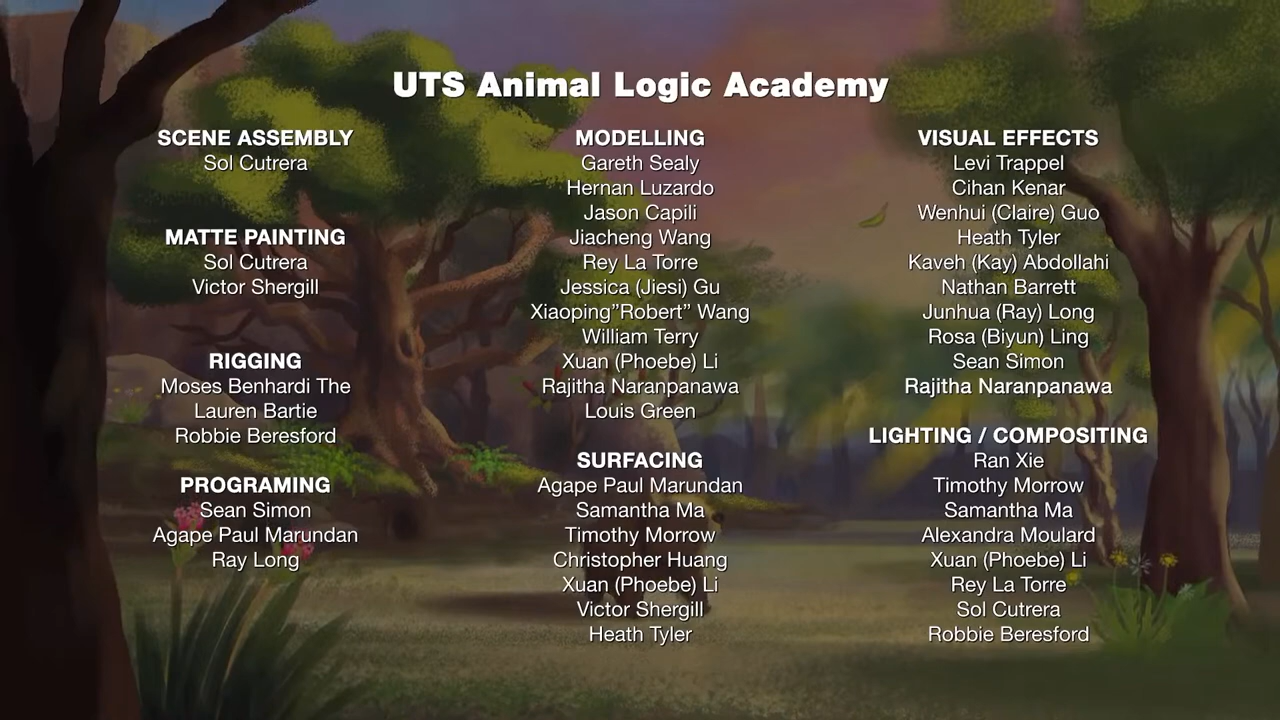 UTS Animal Logic Academy
SCENE ASSEMBLY
Sol Cutrera
MATTE PAINTING
Sol Cutrera
Victor Shergill
RIGGING
Moses Benhardi The
Lauren Bartie
Robbie Beresford
PROGRAMING
Sean Simon
Agape Paul Marundan
Ray Long
MODELLING
Gareth Sealy
Hernan Luzardo
Jason Capili
Jiacheng Wang
Rey La Torre
Jessica (Jiesi) Gu
Xiaoping”Robert” Wang
William Terry
Xuan (Phoebe) Li
Rajitha Naranpanawa
Louis Green
SURFACING
Agape Paul Marundan
Samantha Ma
Timothy Morrow
Christopher Huang
Xuan (Phoebe) Li
Victor Shergill
Heath Tyler
VISUAL EFFECTS
Levi Trappel
Cihan Kenar
Wenhui (Claire) Guo
Heath Tyler
Kaveh (Kay) Abdollahi
Nathan Barrett
Junhua (Ray) Long
Rosa (Biyun) Ling
Sean Simon
Rajitha Naranpanawa
LIGHTING / COMPOSITING
Ran Xie
Timothy Morrow
Samantha Ma
Alexandra Moulard
Xuan (Phoebe) Li
Rey La Torre
Sol Cutrera
Robbie Beresford